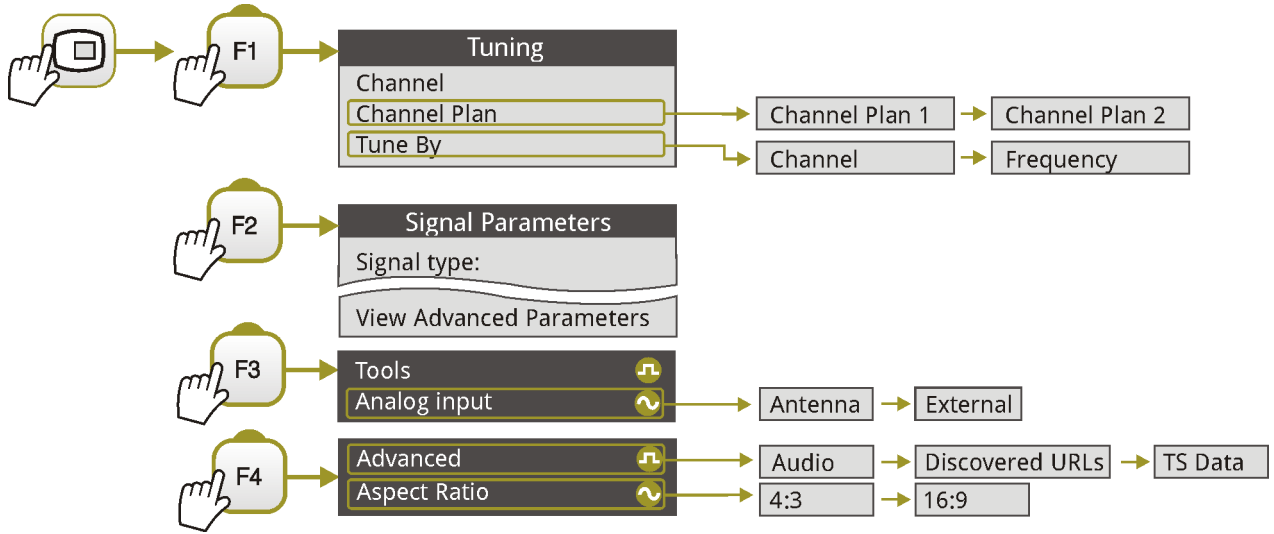 F1
Tuning
Channel
Channel Plan
Channel Plan 1
Channel Plan 2
Tune By
Channel
Frequency
F2
Signal Parameters
Signal type:
View Advanced Parameters
F3
Tools
Analog input
Antenna
External
F4
Advanced
Audio
Discovered URLs
TS Data
Aspect Ratio
4:3
16:9